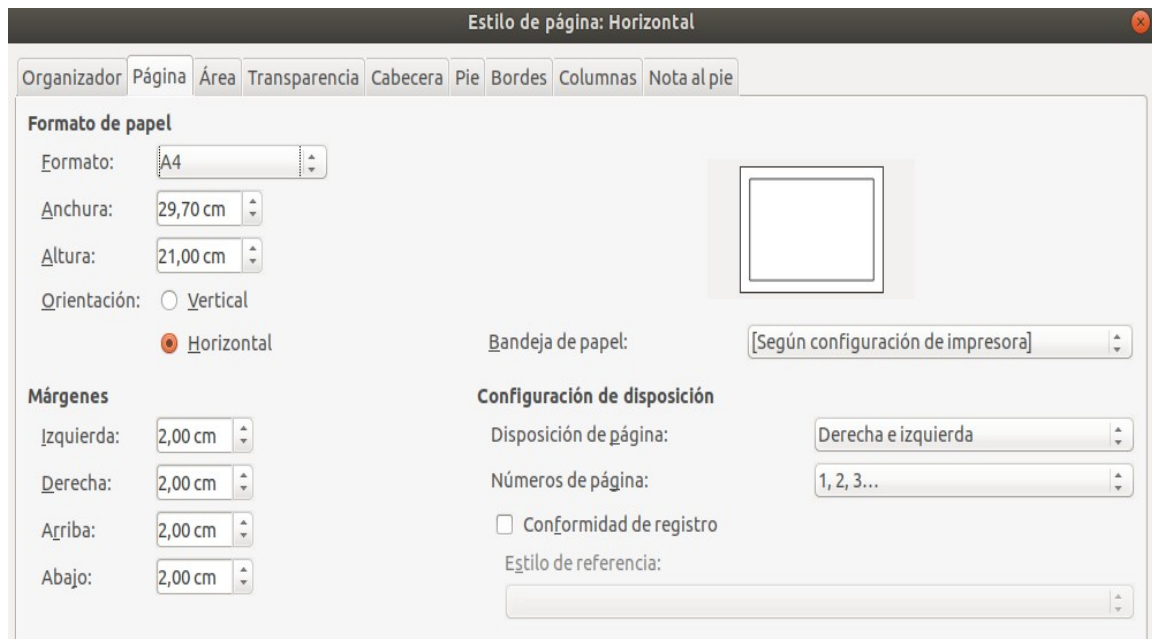 Estilo de página: Horizontal
Organizador Página Área Transparencia Cabecera Pie Bordes Columnas Nota al pie
Formato de papel
Formato: A4
Anchura: 29,70 cm
Altura: 21,00 cm
Orientación: Vertical
Horizontal
Bandeja de papel: [Según configuración de impresora]
Márgenes
Izquierda: 2,00 cm
Derecha: 2,00 cm
Arriba: 2,00 cm
Abajo: 2,00 cm
Configuración de disposición
Disposición de página: Derecha e izquierda
Números de página: 1, 2, 3...
Conformidad de registro
Estilo de referencia: